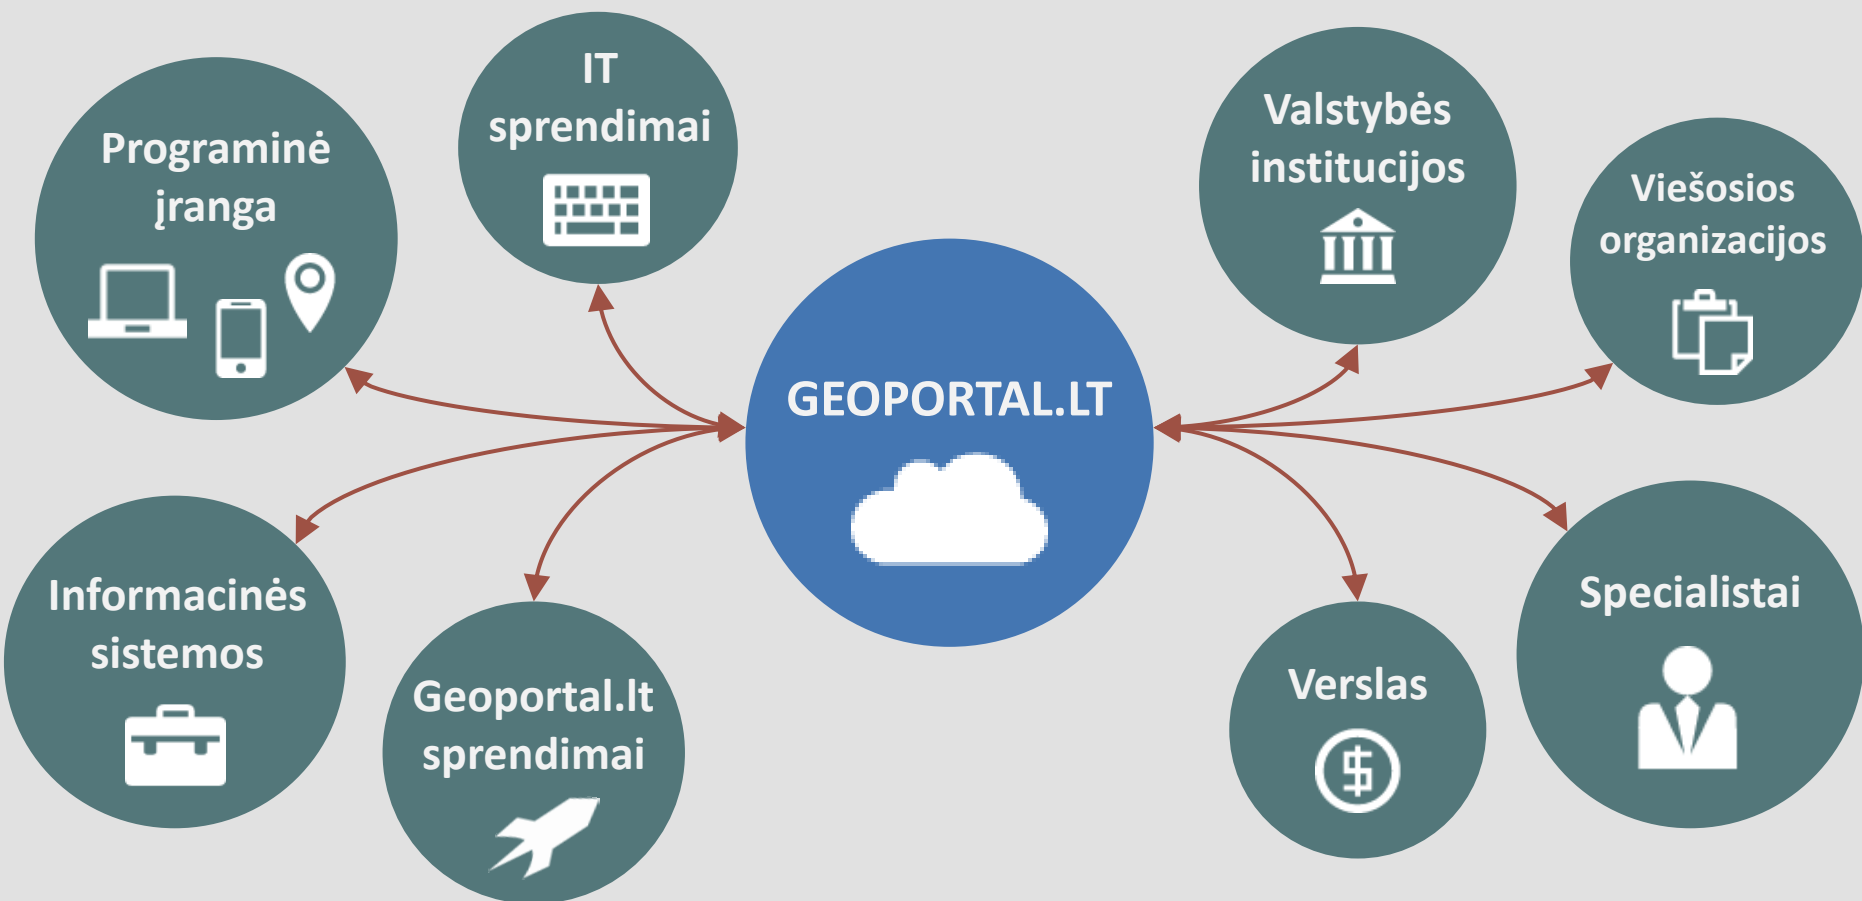 IT
sprendimai
Programinė
įranga
Informacinės
sistemos
Geoportal.lt
sprendimai
GEOPORTAL.LT
Valstybės
institucijos
Viešosios
organizacijos
Specialistai
Verslas